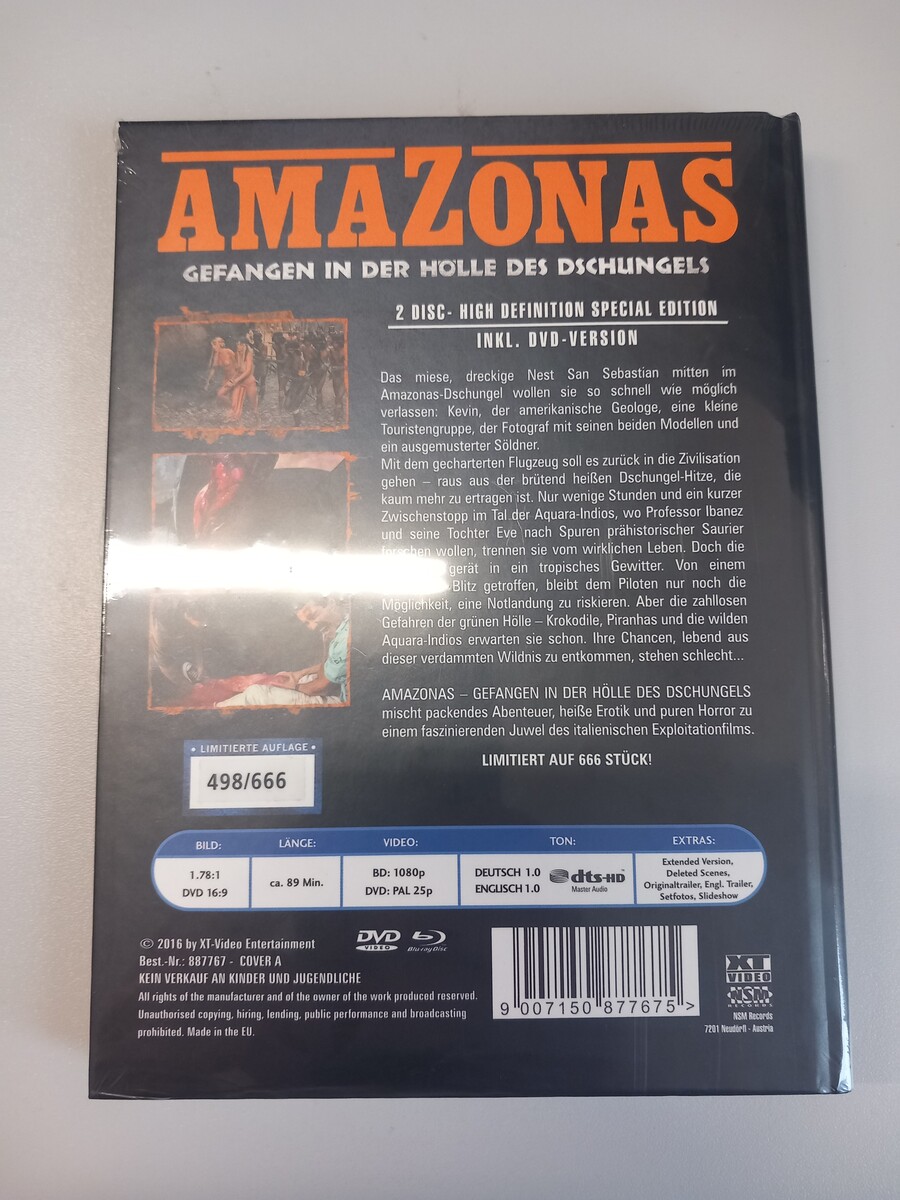 AMAZONAS
GEFANGEN IN DER HÖLLE DES DSCHUNGELS
2 DISC- HIGH DEFINITION SPECIAL EDITION
INKL. DVD-VERSION
Das miese, dreckige Nest San Sebastian mitten im
Amazonas-Dschungel wollen sie so schnell wie möglich
verlassen: Kevin, der amerikanische Geologe, eine kleine
Touristengruppe, der Fotograf mit seinen beiden Modellen und
ein ausgemusterter Söldner.
Mit dem gecharterten Flugzeug soll es zurück in die Zivilisation
gehen – raus aus der brütend heißen Dschungel-Hitze, die
kaum mehr zu ertragen ist. Nur wenige Stunden und ein kurzer
Zwischenstopp im Tal der Aquara-Indios, wo Professor Ibanez
und seine Tochter Eve nach Spuren prähistorischer Saurier
forschen wollen, trennen sie vom wirklichen Leben. Doch die
gerät in ein tropisches Gewitter. Von einem
Blitz getroffen, bleibt dem Piloten nur noch die
Möglichkeit, eine Notlandung zu riskieren. Aber die zahllosen
Gefahren der grünen Hölle – Krokodile, Piranhas und die wilden
Aquara-Indios erwarten sie schon. Ihre Chancen, lebend aus
dieser verdammten Wildnis zu entkommen, stehen schlecht...
AMAZONAS – GEFANGEN IN DER HÖLLE DES DSCHUNGELS
mischt packendes Abenteuer, heiße Erotik und puren Horror zu
einem faszinierenden Juwel des italienischen Exploitationfilms.
LIMITIERT AUF 666 STÜCK!
• LIMITIERTE AUFLAGE •
498/666
BILD: LÄNGE: VIDEO: TON: EXTRAS:
1.78:1
DVD 16:9
ca. 89 Min.
BD: 1080p
DVD: PAL 25p
DEUTSCH 1.0
ENGLISCH 1.0
dts-HD
Master Audio
Extended Version,
Deleted Scenes,
Originaltrailer, Engl. Trailer,
Setfotos, Slideshow
© 2016 by XT-Video Entertainment
Best.-Nr.: 887767 - COVER A
KEIN VERKAUF AN KINDER UND JUGENDLICHE
All rights of the manufacturer and of the owner of the work produced reserved.
Unauthorised copying, hiring, lending, public performance and broadcasting
prohibited. Made in the EU.
DVD VIDEO
Blu-ray Disc
9 007150 877675 >
XT VIDEO
NSM RECORDS
NSM Records
7201 Neudörfl - Austria